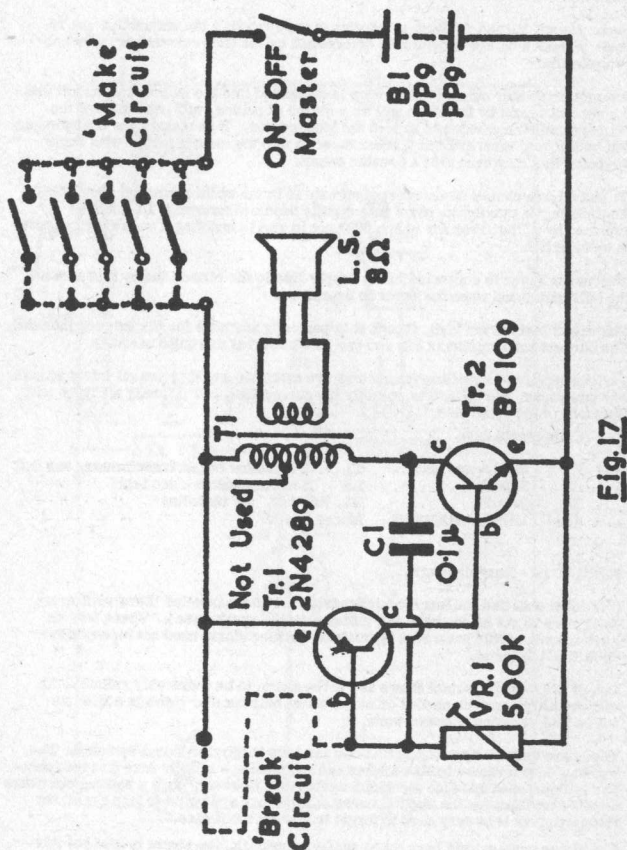 'Make'
Circuit
ON-OFF
Master
B1
PP9
PP9
L.S.
8Ω
T1
Not Used
Tr.1
2N4289
e
b
c
C1
0·1μ
c
b
e
Tr.2
BC109
'Break'
Circuit
VR.1
500K
Fig.17